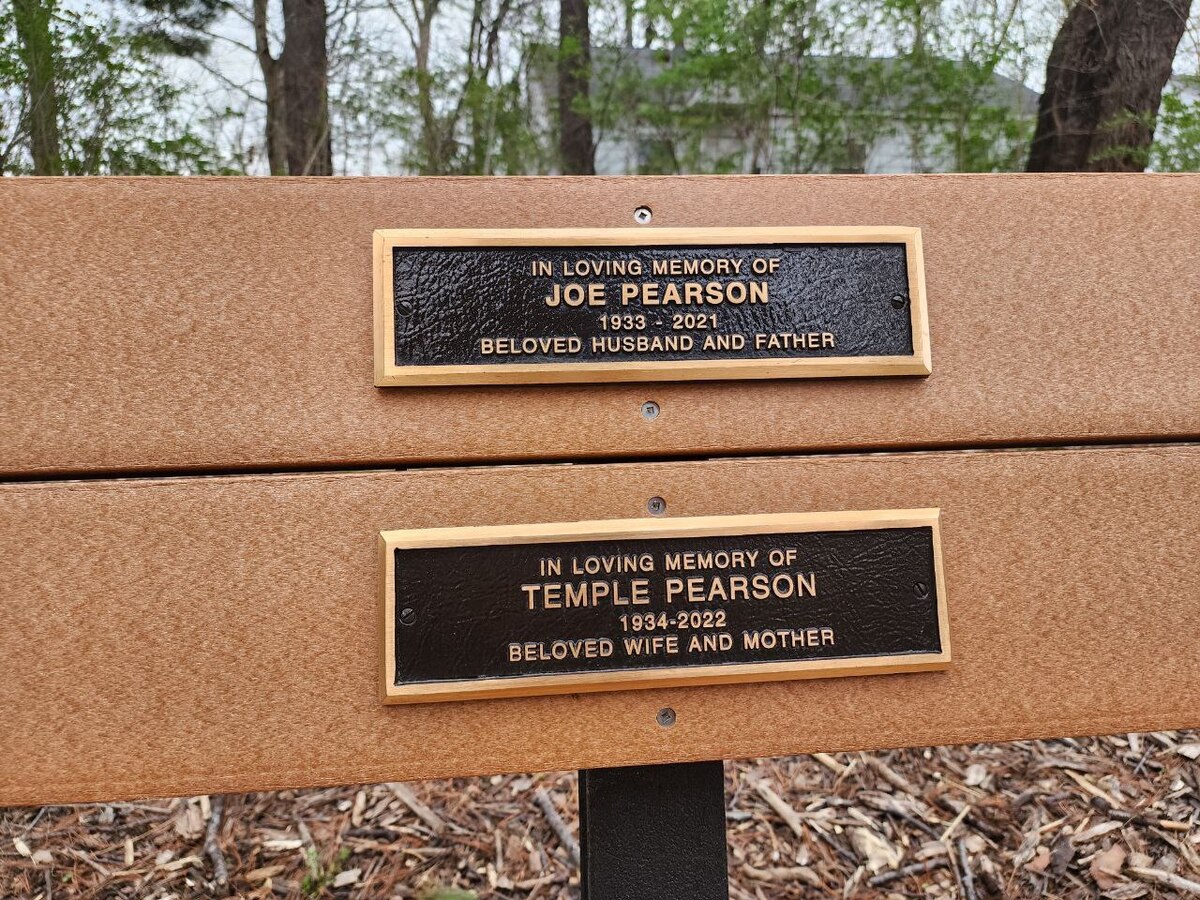 IN LOVING MEMORY OF
JOE PEARSON
1933 - 2021
BELOVED HUSBAND AND FATHER
IN LOVING MEMORY OF
TEMPLE PEARSON
1934-2022
BELOVED WIFE AND MOTHER